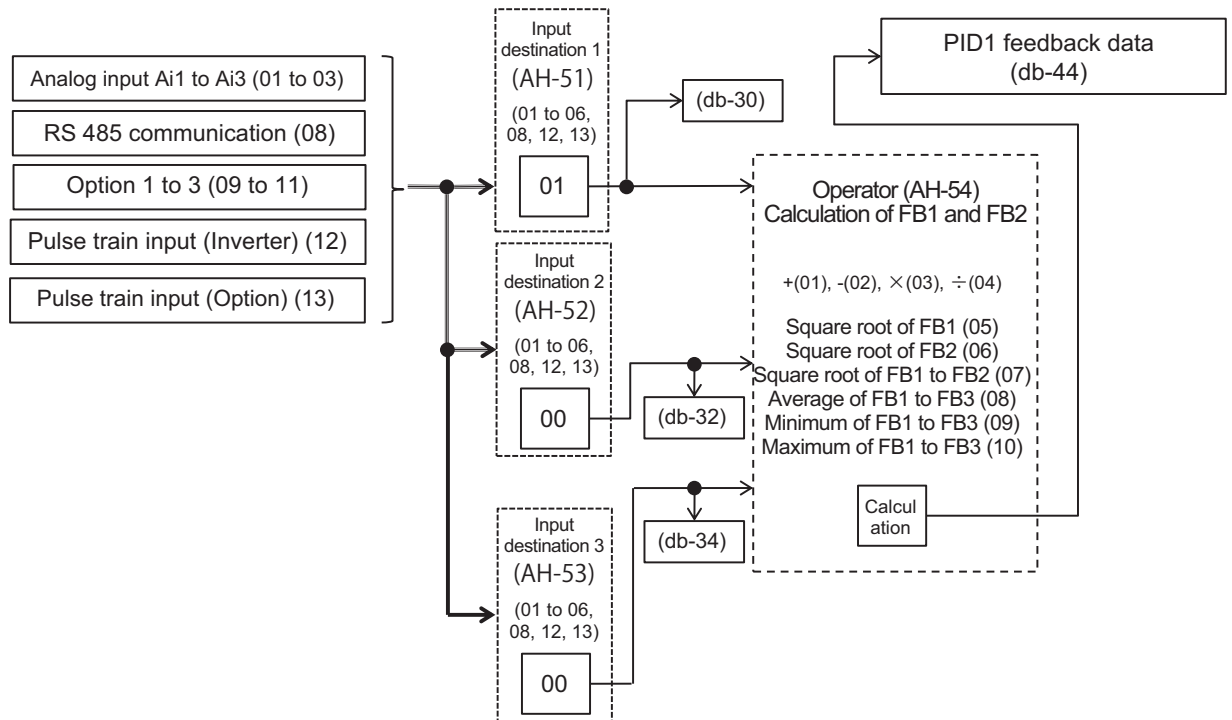 Analog input Ai1 to Ai3 (01 to 03)
RS 485 communication (08)
Option 1 to 3 (09 to 11)
Pulse train input (Inverter) (12)
Pulse train input (Option) (13)
Input
destination 1
(AH-51)
(01 to 06,
08, 12, 13)
01
(db-30)
Input
destination 2
(AH-52)
(01 to 06,
08, 12, 13)
00
(db-32)
Input
destination 3
(AH-53)
(01 to 06,
08, 12, 13)
00
(db-34)
PID1 feedback data
(db-44)
Operator (AH-54)
Calculation of FB1 and FB2
+(01), -(02), ×(03), ÷(04)
Square root of FB1 (05)
Square root of FB2 (06)
Square root of FB1 to FB2 (07)
Average of FB1 to FB3 (08)
Minimum of FB1 to FB3 (09)
Maximum of FB1 to FB3 (10)
Calcul
ation